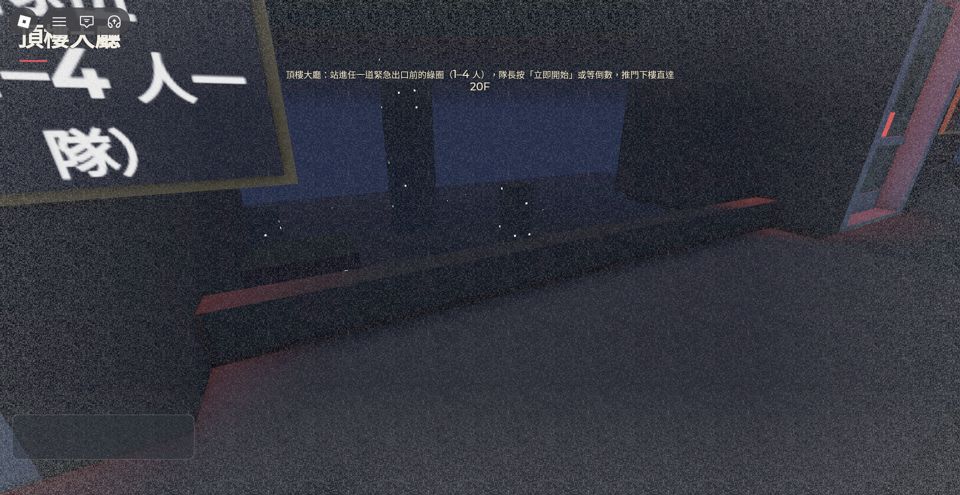 頂樓大廳
一4 人一
隊）
頂樓大廳：站進任一道緊急出口前的綠圈（1–4 人），隊長按「立即開始」或等倒數，推門下樓直達
20F